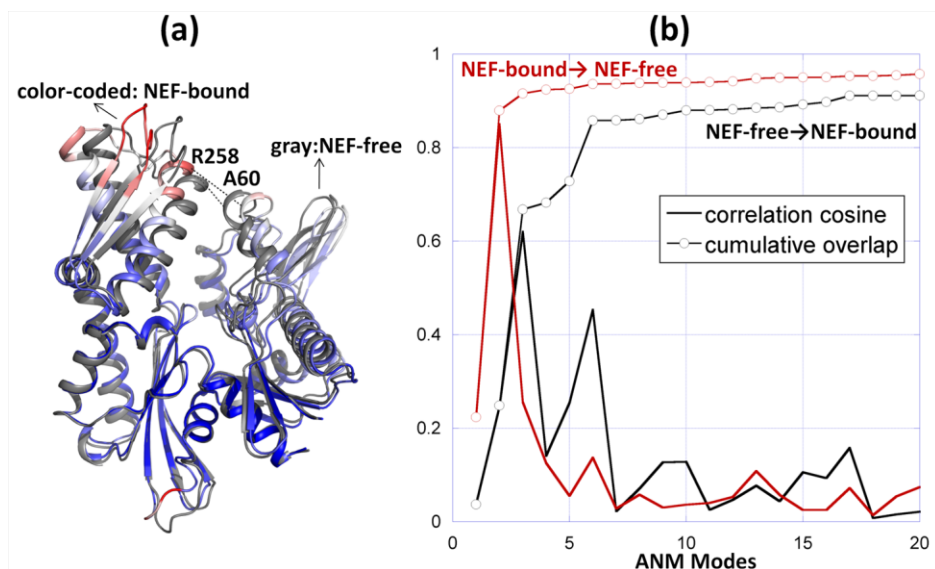 (a)
color-coded: NEF-bound
R258
A60
gray:NEF-free
(b)
1
0.8
0.6
0.4
0.2
0
NEF-bound→ NEF-free
NEF-free→NEF-bound
correlation cosine
cumulative overlap
0 5 10 15 20
ANM Modes